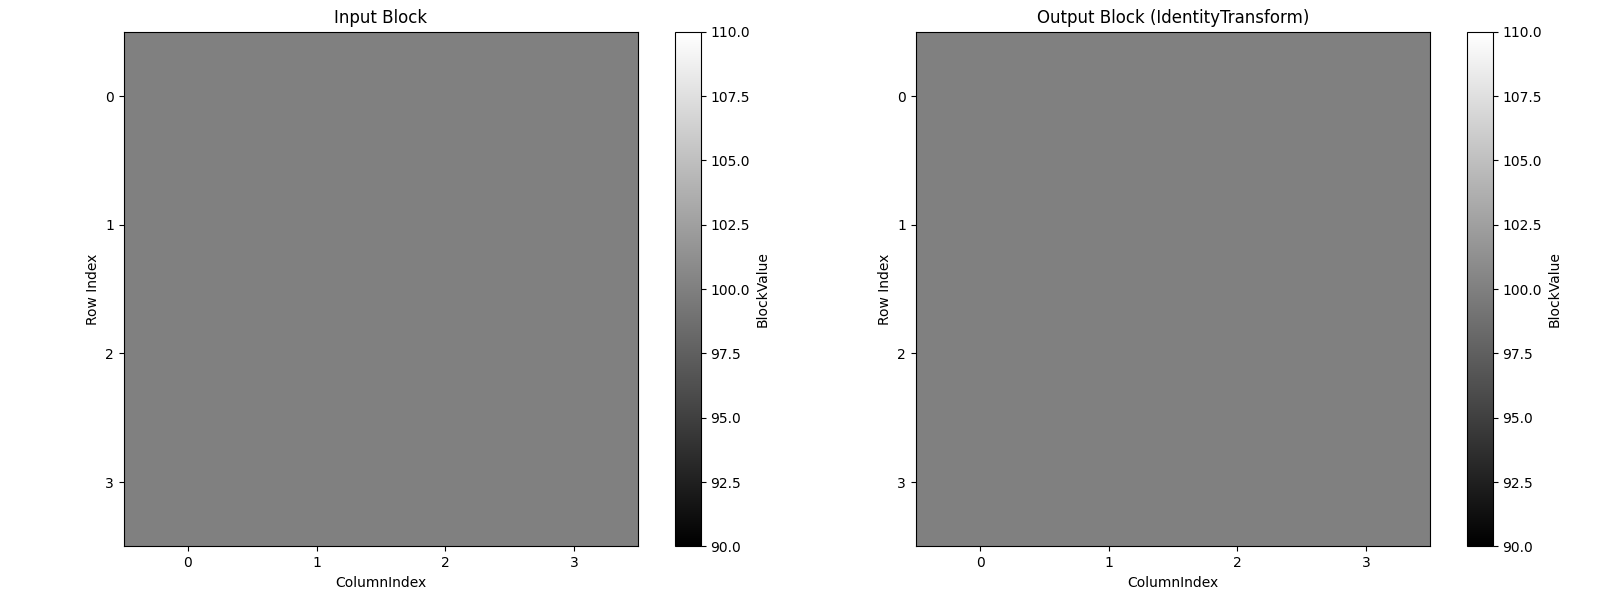 Input Block
0
1
2
3
Row Index
0 1 2 3
ColumnIndex
110.0
107.5
105.0
102.5
100.0
97.5
95.0
92.5
90.0
BlockValue
Output Block (IdentityTransform)
0
1
2
3
Row Index
0 1 2 3
ColumnIndex
110.0
107.5
105.0
102.5
100.0
97.5
95.0
92.5
90.0
BlockValue